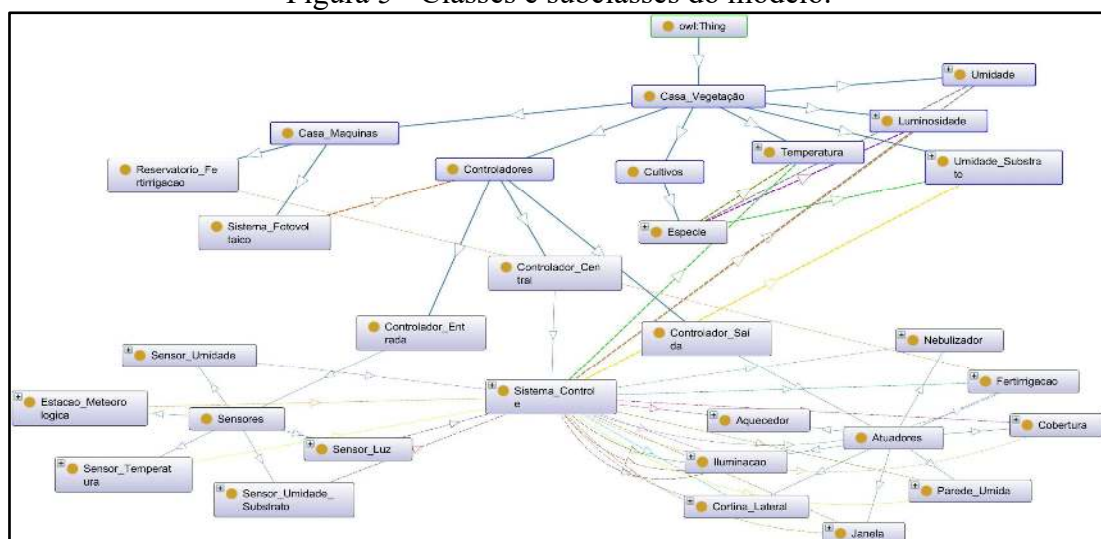 Figura 5 - Classes e subclasses do modelo.
owl:Thing
Umidade
Casa_Vegetação
Luminosidade
Casa_Maquinas
Temperatura
Reservatorio_Fe
rtirrigacao
Controladores
Cultivos
Umidade_Substra
to
Sistema_Fotovol
taico
Especie
Controlador_Cen
tral
Controlador_Ent
rada
Controlador_Saí
da
Nebulizador
Sensor_Umidade
Fertirrigacao
Estacao_Meteoro
logica
Sistema_Control
e
Sensores
Aquecedor
Atuadores
Cobertura
Sensor_Luz
Iluminacao
Sensor_Temperat
ura
Sensor_Umidade_
Substrato
Cortina_Lateral
Parede_Umida
Janela